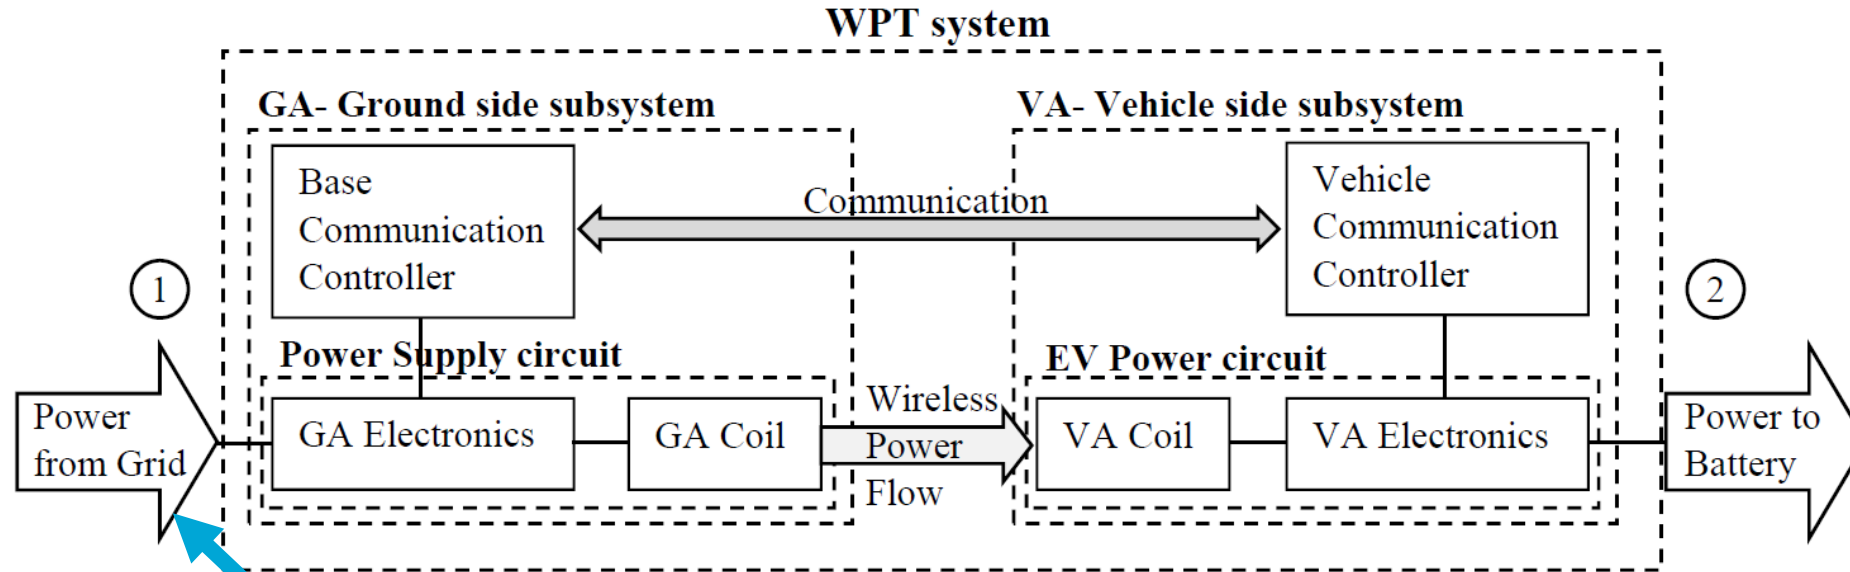 WPT system
GA- Ground side subsystem
VA- Vehicle side subsystem
Base
Communication
Controller
Communication
Vehicle
Communication
Controller
1
2
Power Supply circuit
EV Power circuit
Power
from Grid
GA Electronics
GA Coil
Wireless
Power
Flow
VA Coil
VA Electronics
Power to
Battery